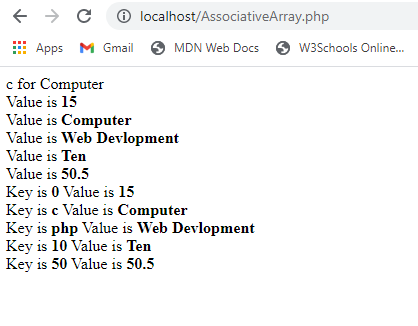 localhost/AssociativeArray.php
Apps Gmail MDN Web Docs W3Schools Online...
c for Computer
Value is 15
Value is Computer
Value is Web Devlopment
Value is Ten
Value is 50.5
Key is 0 Value is 15
Key is c Value is Computer
Key is php Value is Web Devlopment
Key is 10 Value is Ten
Key is 50 Value is 50.5